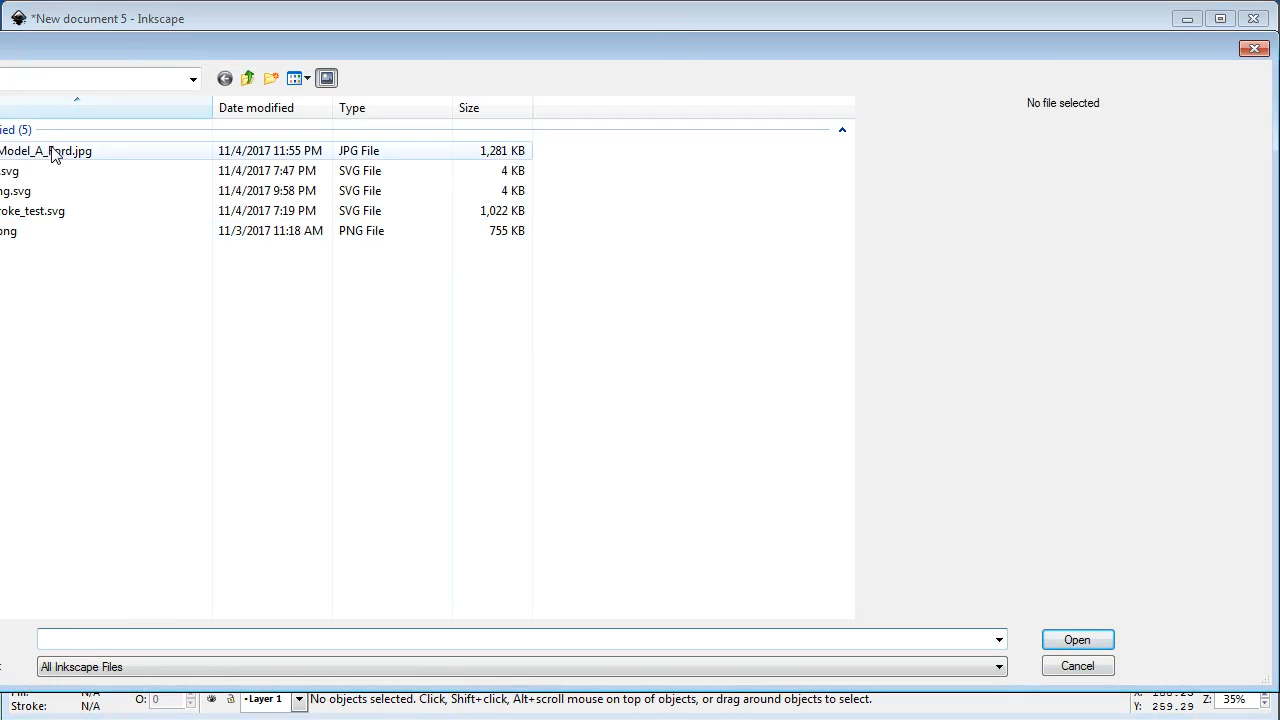 *New document 5 - Inkscape
Date modified Type Size
ied (5)
Model_A_Ford.jpg 11/4/2017 11:55 PM JPG File 1,281 KB
.svg 11/4/2017 7:47 PM SVG File 4 KB
ng.svg 11/4/2017 9:58 PM SVG File 4 KB
roke_test.svg 11/4/2017 7:19 PM SVG File 1,022 KB
png 11/3/2017 11:18 AM PNG File 755 KB
No file selected
Open
All Inkscape Files
Cancel
N/A
Stroke: N/A O: 0 Layer 1 No objects selected. Click, Shift+click, Alt+scroll mouse on top of objects, or drag around objects to select. Z: 35%
Y: 259.29